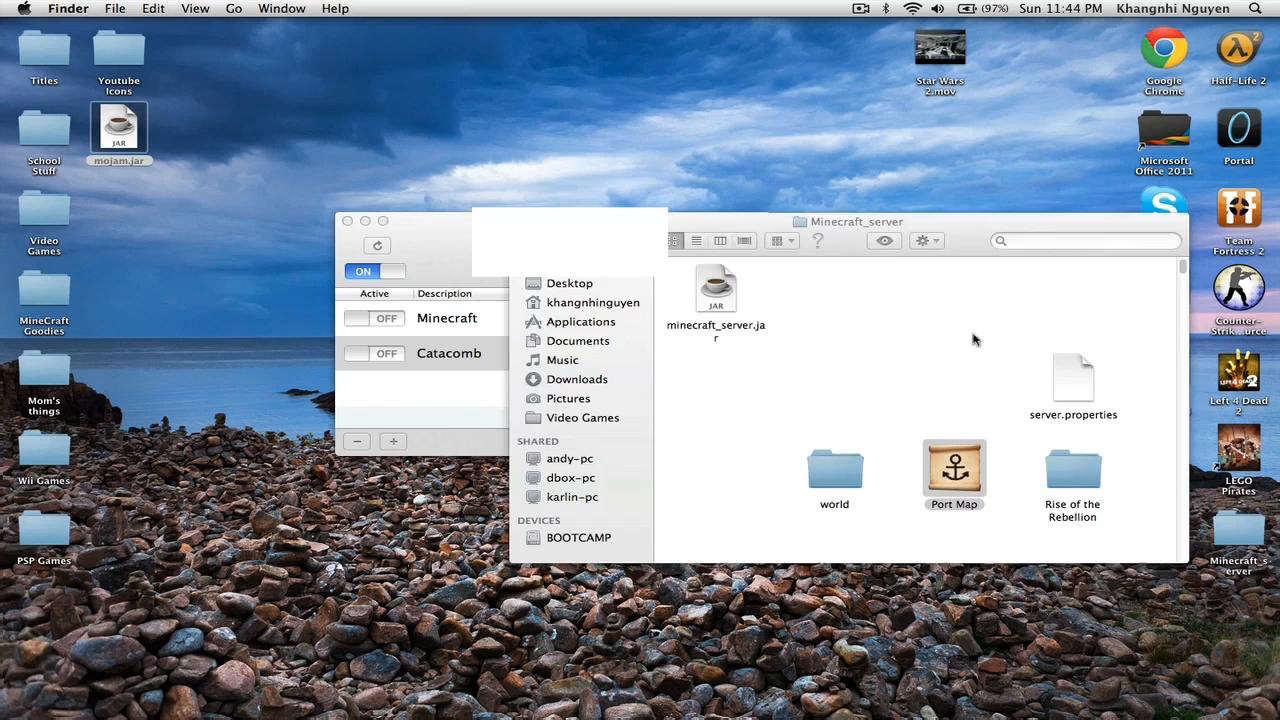 Finder File Edit View Go Window Help
(97%) Sun 11:44 PM Khangnhi Nguyen
Titles
Youtube
Icons
School
Stuff
JAR
mojam.jar
Video
Games
MineCraft
Goodies
Mom's
things
Wii Games
PSP Games
Star Wars
2.mov
Google
Chrome
Half-Life 2
Microsoft
Office 2011
Portal
Team
Fortress 2
Counter-
Strik...ource
Left 4 Dead
2
LEGO
Pirates
Minecraft_s
erver
ON
Active Description
OFF Minecraft
OFF Catacomb
Minecraft_server
Desktop
khangnhinguyen
Applications
Documents
Music
Downloads
Pictures
Video Games
SHARED
andy-pc
dbox-pc
karlin-pc
DEVICES
BOOTCAMP
JAR
minecraft_server.ja
r
server.properties
world
Port Map
Rise of the
Rebellion